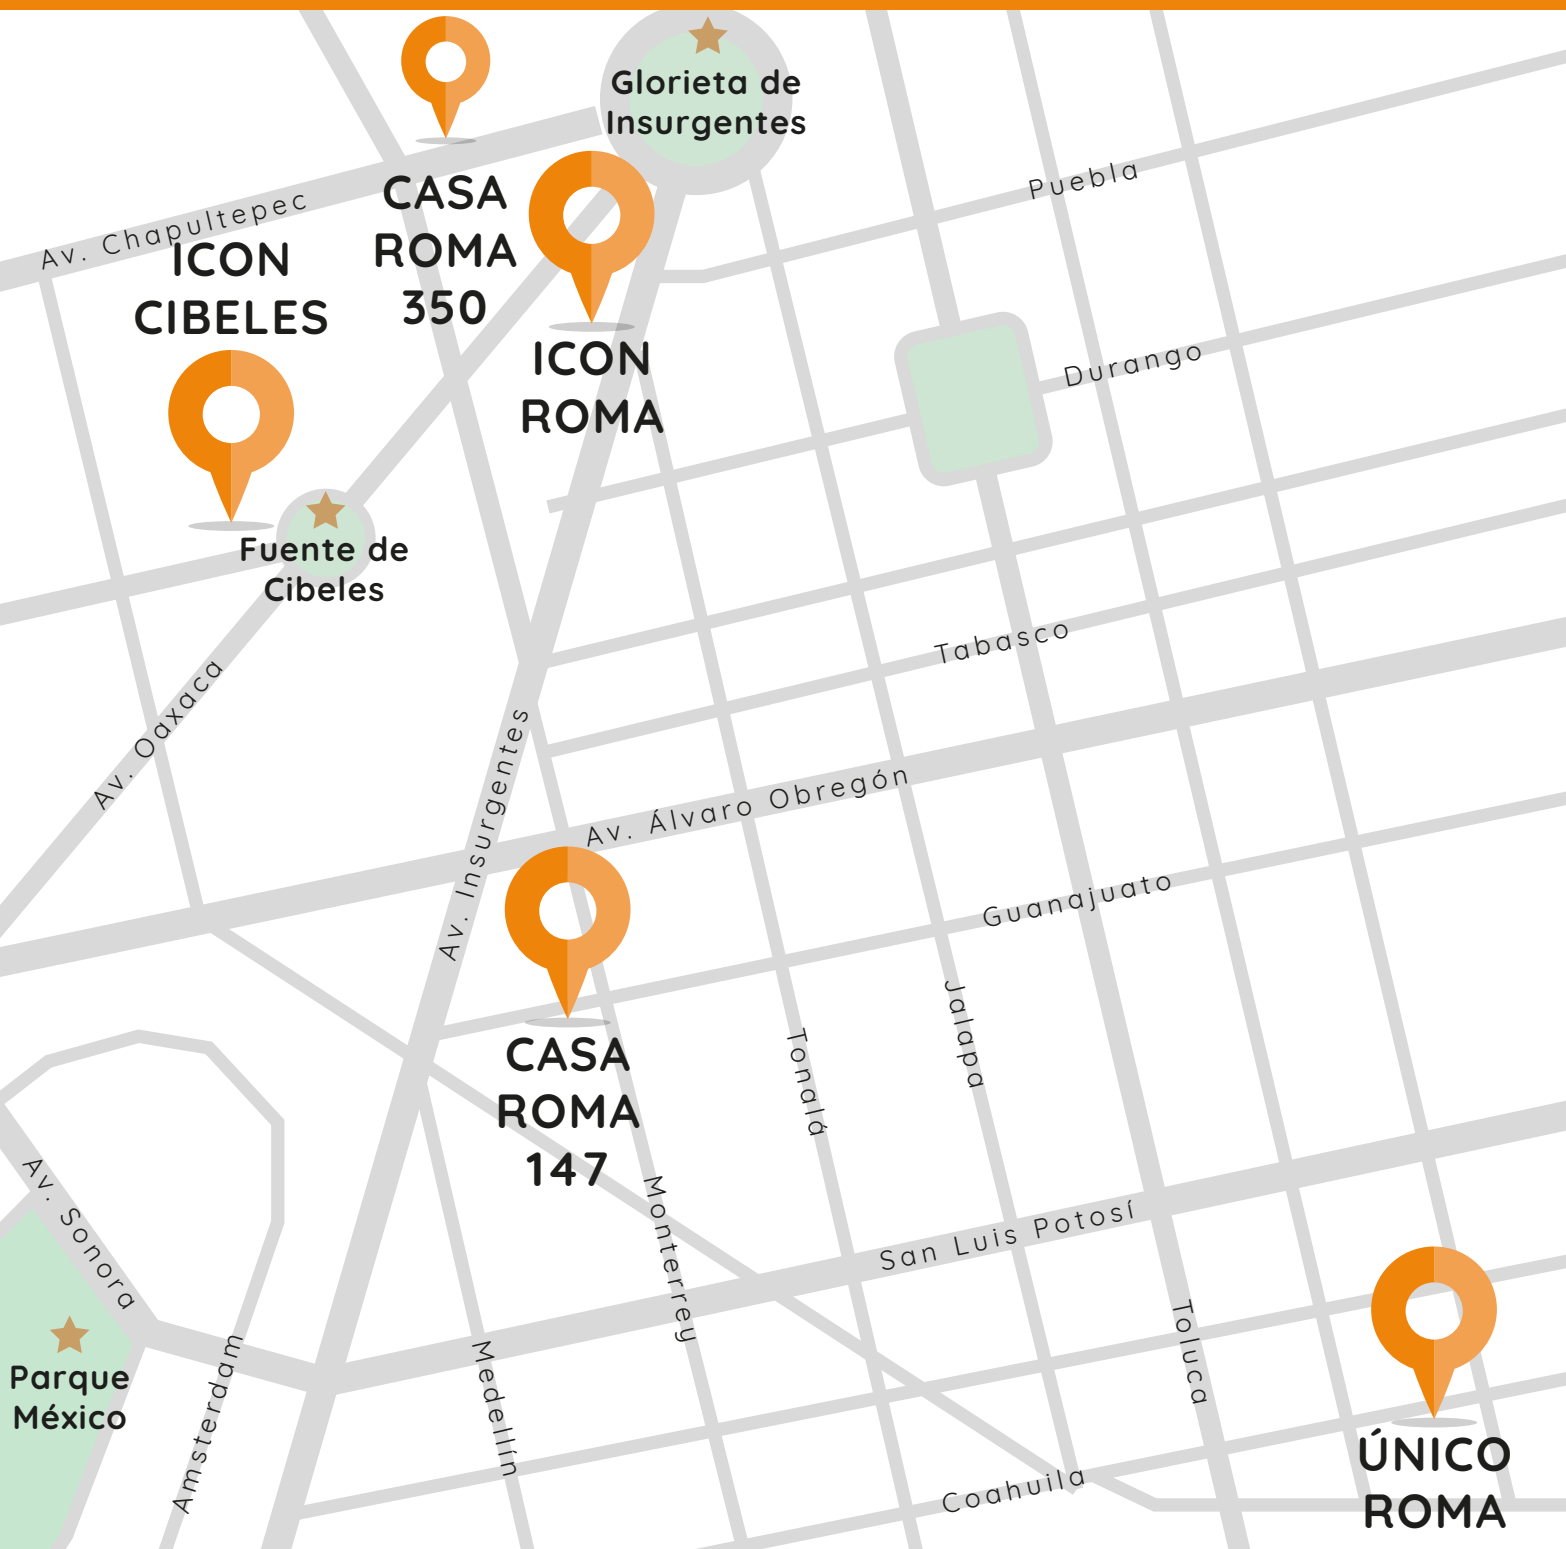 Glorieta de
Insurgentes
Puebla
Av. Chapultepec
CASA
ROMA
350
ICON
CIBELES
ICON
ROMA
Durango
Fuente de
Cibeles
Tabasco
Av. Oaxaca
Av. Insurgentes
Av. Álvaro Obregón
Guanajuato
Jalapa
Tonalá
CASA
ROMA
147
Av. Sonora
Monterrey
San Luis Potosí
Toluca
Parque
México
Amsterdam
Medellín
Coahuila
ÚNICO
ROMA